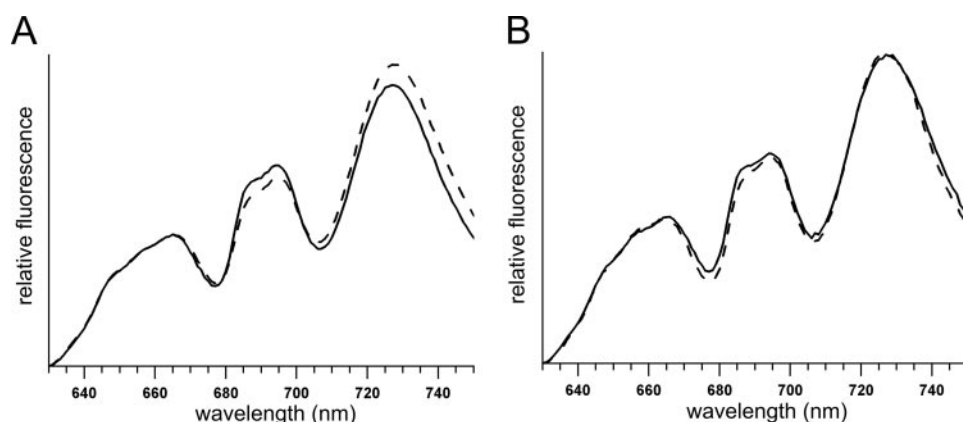 A
B
relative fluorescence
relative fluorescence
640 660 680 700 720 740
640 660 680 700 720 740
wavelength (nm)
wavelength (nm)